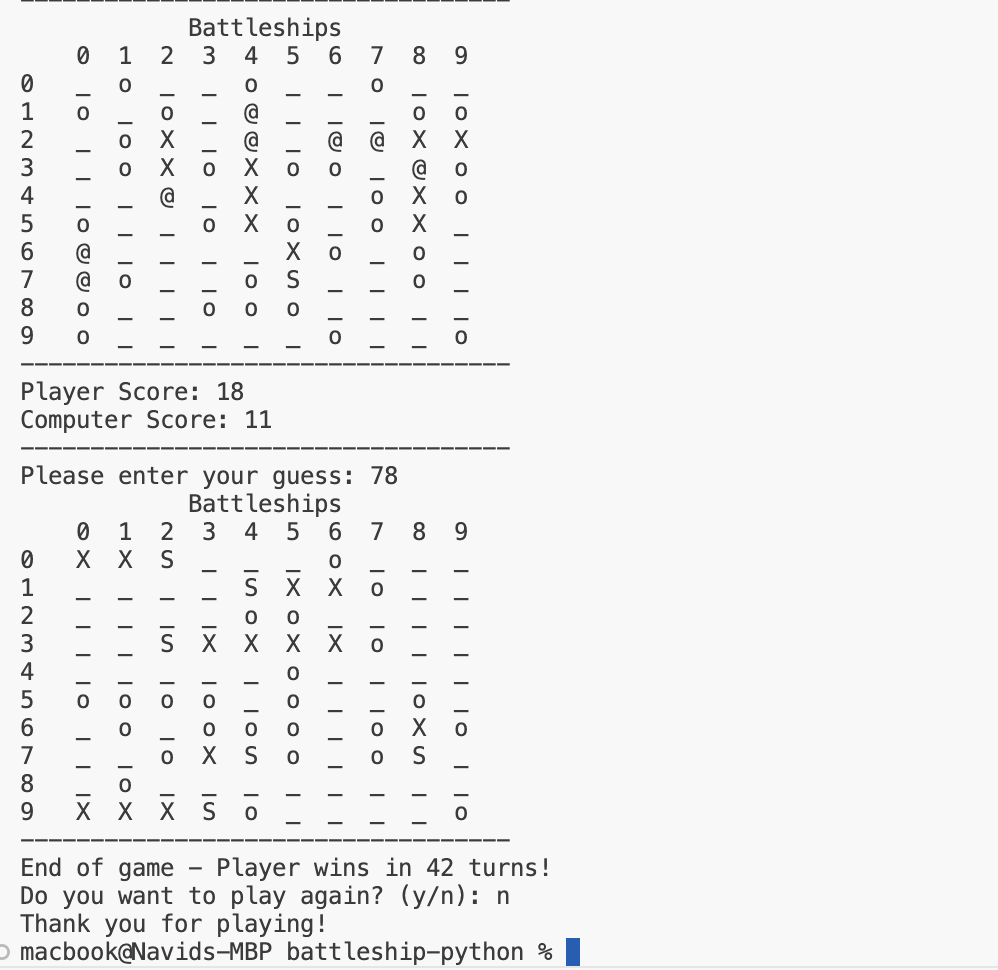 -----------------------------------
            Battleships
    0  1  2  3  4  5  6  7  8  9
0   _  o  _  _  o  _  _  o  _  _
1   o  _  o  _  @  _  _  _  o  o
2   _  o  X  _  @  _  @  @  X  X
3   _  o  X  o  X  o  o  _  @  o
4   _  _  @  _  X  _  _  o  X  o
5   o  _  _  o  X  o  _  o  X  _
6   @  _  _  _  _  X  o  _  o  _
7   @  o  _  _  o  S  _  _  o  _
8   o  _  _  o  o  o  _  _  _  _
9   o  _  _  _  _  _  o  _  _  o
-----------------------------------
Player Score: 18
Computer Score: 11
-----------------------------------
Please enter your guess: 78
            Battleships
    0  1  2  3  4  5  6  7  8  9
0   X  X  S  _  _  _  o  _  _  _
1   _  _  _  _  S  X  X  o  _  _
2   _  _  _  _  o  o  _  _  _  _
3   _  _  S  X  X  X  X  o  _  _
4   _  _  _  _  _  o  _  _  _  _
5   o  o  o  o  _  o  _  _  o  _
6   _  o  _  o  o  o  _  o  X  o
7   _  _  o  X  S  o  _  o  S  _
8   _  o  _  _  _  _  _  _  _  _
9   X  X  X  S  o  _  _  _  _  o
-----------------------------------
End of game - Player wins in 42 turns!
Do you want to play again? (y/n): n
Thank you for playing!
macbook@Navids-MBP battleship-python %